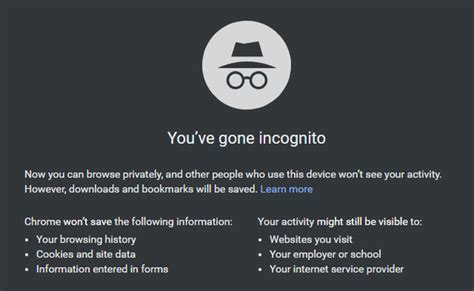 You've gone incognito
Now you can browse privately, and other people who use this device won't see your activity.
However, downloads and bookmarks will be saved. Learn more
Chrome won't save the following information:
• Your browsing history
• Cookies and site data
• Information entered in forms
Your activity might still be visible to:
• Websites you visit
• Your employer or school
• Your internet service provider